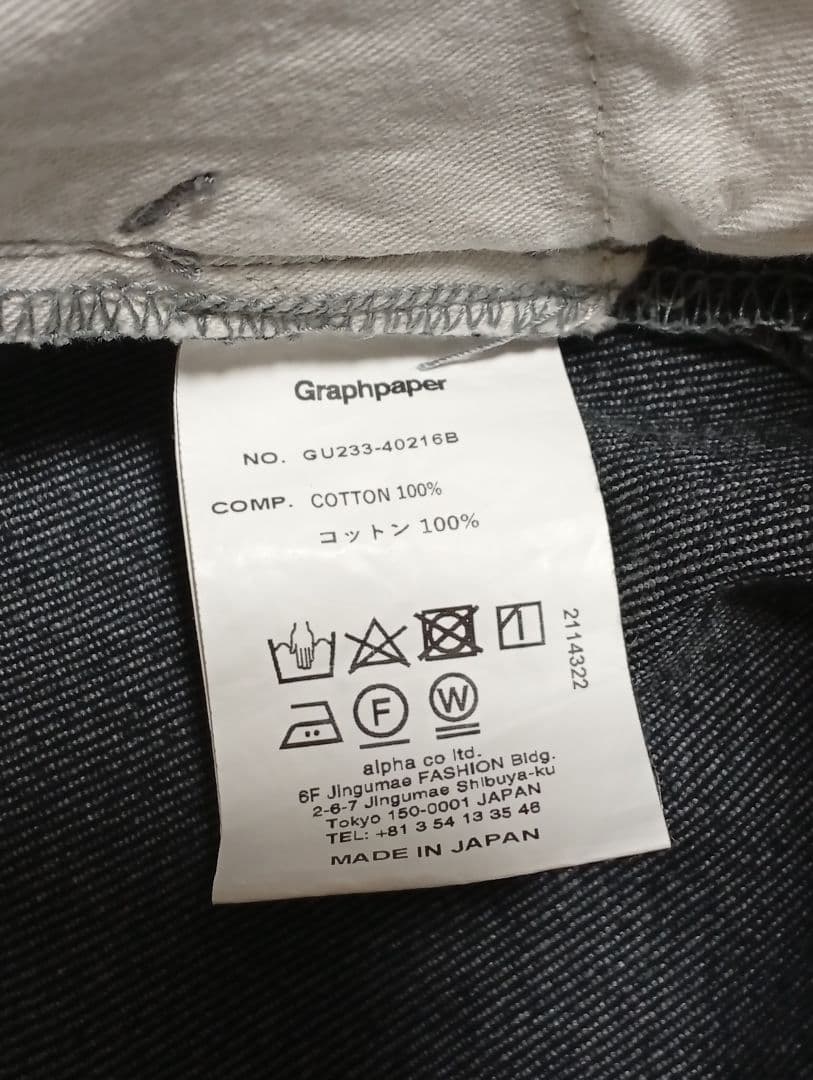 Graphpaper
NO. GU233-40216B
COMP. COTTON 100%
コットン 100%
2114322
F W
alpha co ltd.
6F Jingumae FASHION Bldg.
2-6-7 Jingumae Shibuya-ku
Tokyo 150-0001 JAPAN
TEL: +81 3 54 13 35 46
MADE IN JAPAN